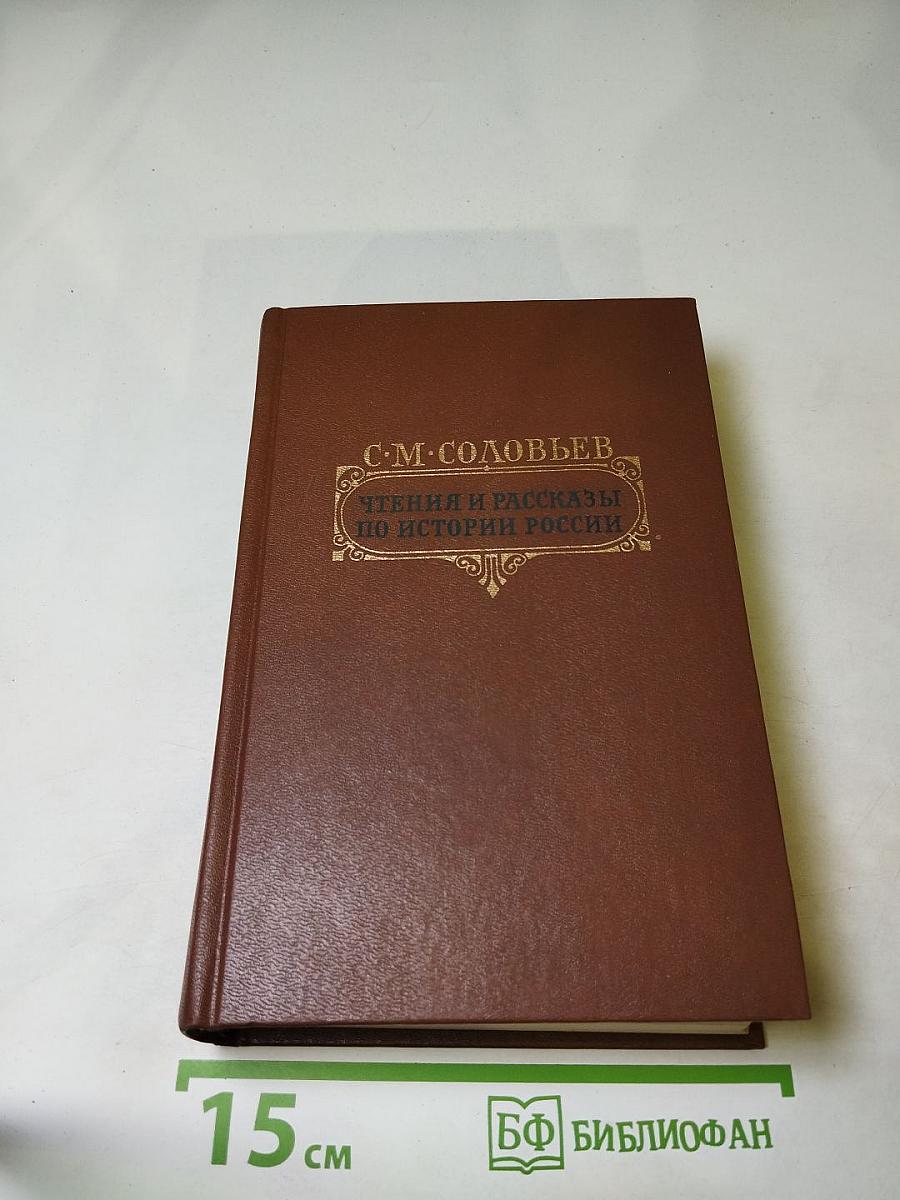 С·М·СОЛОВЬЕВ
ЧТЕНИЯ И РАССКАЗЫ
ПО ИСТОРИИ РОССИИ
15 см
БФ БИБЛИОФАН